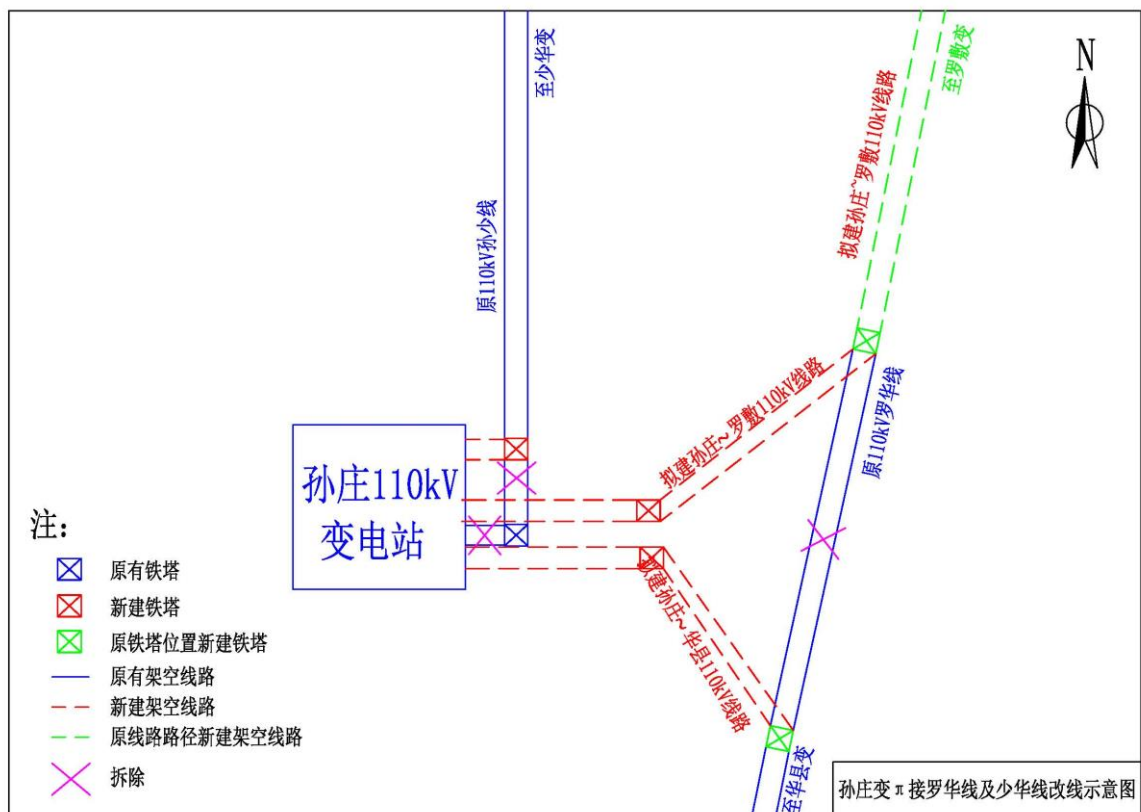 至少华变
原110kV孙少线
拟建孙庄~罗敷110kV线路
至罗敷变
N
拟建孙庄~罗敷110kV线路
原110kV罗华线
孙庄110kV
变电站
拟建孙庄~华县110kV线路
至华县变
注:
原有铁塔
新建铁塔
原铁塔位置新建铁塔
原有架空线路
新建架空线路
原线路路径新建架空线路
拆除
孙庄变π接罗华线及少华线改线示意图